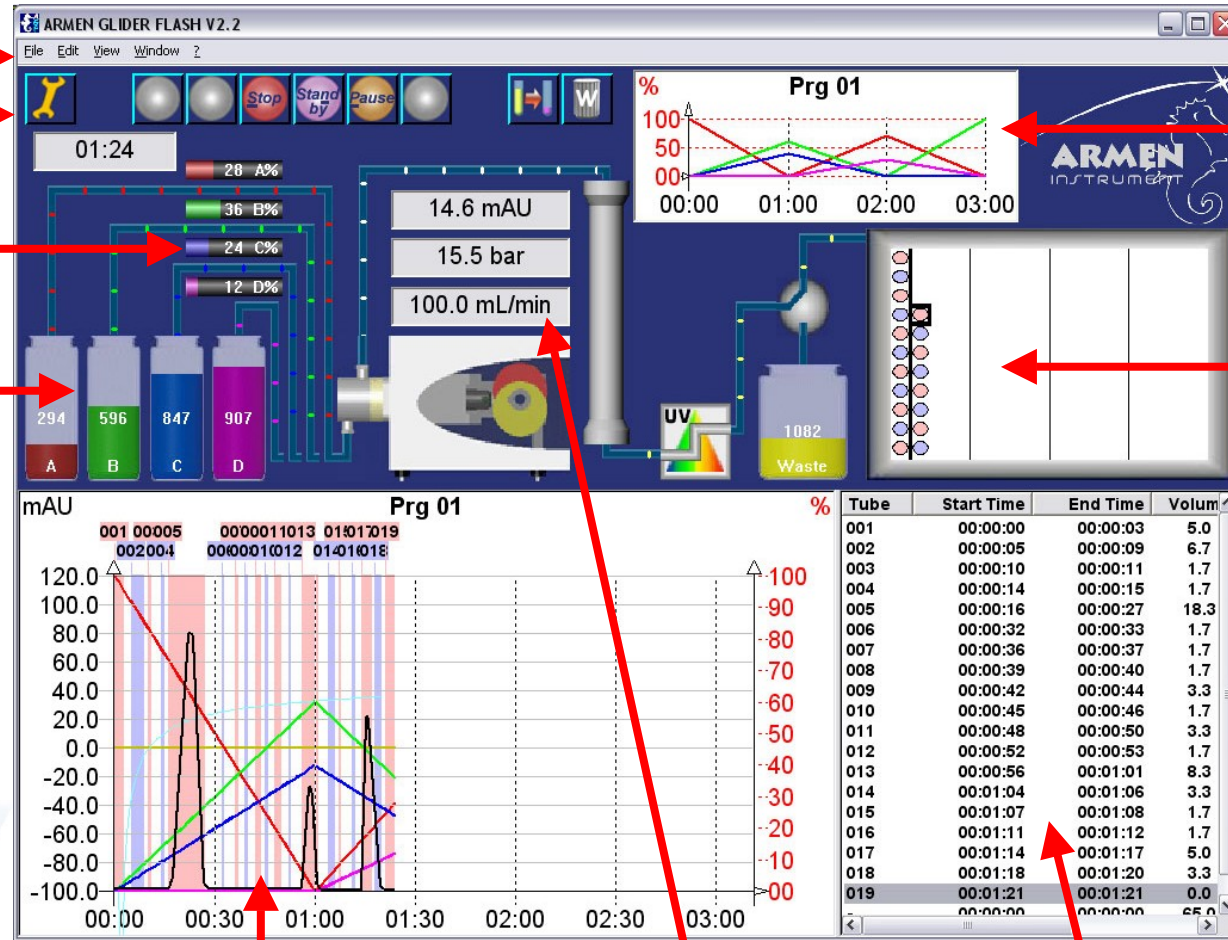 ARMEN GLIDER FLASH V2.2
File Edit View Window ?
Stop Stand by Pause W
01:24
28 A%
36 B%
24 C%
12 D%
14.6 mAU
15.5 bar
100.0 mL/min
% Prg 01
100
50
00
00:00 01:00 02:00 03:00
ARMEN
INSTRUMENT
294 596 847 907
A B C D
UV
1082
Waste
mAU Prg 01 %
120.0
100.0
80.0
60.0
40.0
20.0
0.0
-20.0
-40.0
-60.0
-80.0
-100.0
100
90
80
70
60
50
40
30
20
10
00
00:00 00:30 01:00 01:30 02:00 02:30 03:00
Tube Start Time End Time Volum
001 00:00:00 00:00:03 5.0
002 00:00:05 00:00:09 6.7
003 00:00:10 00:00:11 1.7
004 00:00:14 00:00:15 1.7
005 00:00:16 00:00:27 18.3
006 00:00:32 00:00:33 1.7
007 00:00:36 00:00:37 1.7
008 00:00:39 00:00:40 1.7
009 00:00:42 00:00:44 3.3
010 00:00:45 00:00:46 1.7
011 00:00:48 00:00:50 3.3
012 00:00:52 00:00:53 1.7
013 00:00:56 00:01:01 8.3
014 00:01:04 00:01:06 3.3
015 00:01:07 00:01:08 1.7
016 00:01:11 00:01:12 1.7
017 00:01:14 00:01:17 5.0
018 00:01:18 00:01:20 3.3
019 00:01:21 00:01:21 0.0
- 00:00:00 00:00:00 65.0